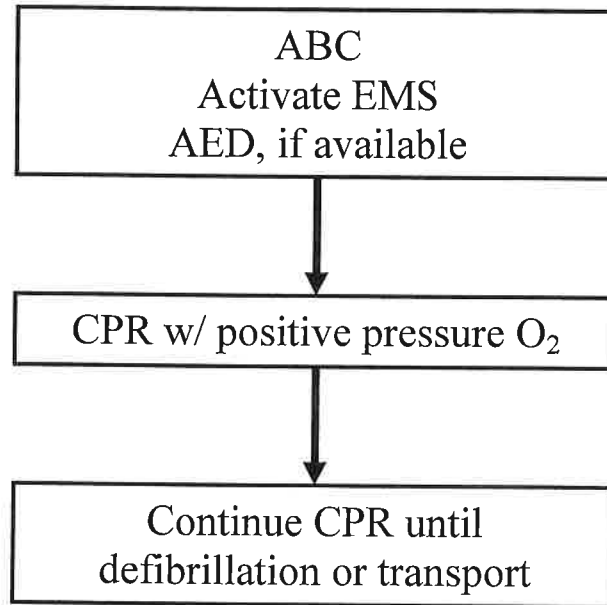 ABC
Activate EMS
AED, if available
CPR w/ positive pressure O₂
Continue CPR until
defibrillation or transport